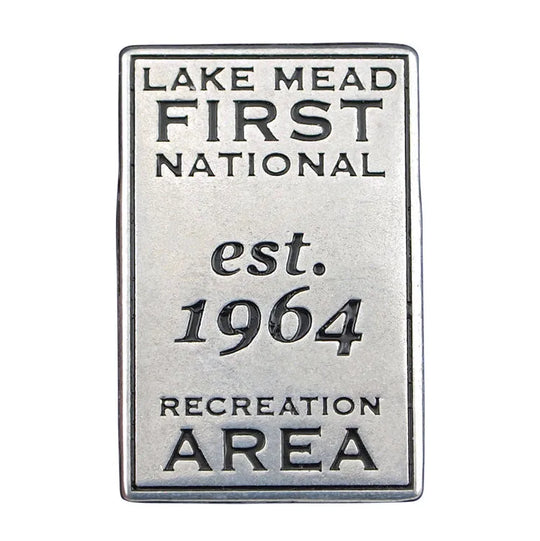 LAKE MEAD
FIRST
NATIONAL
est.
1964
RECREATION
AREA